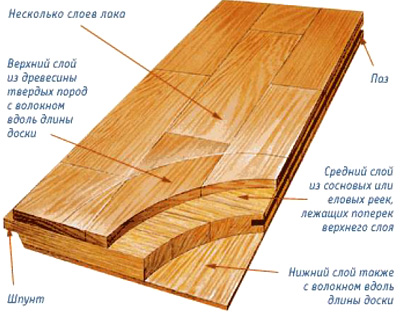 Несколько слоев лака
Верхний слой
из древесины
твердых пород
с волокном
вдоль длины
доски
Паз
Средний слой
из сосновых или
еловых реек,
лежащих поперек
верхнего слоя
Нижний слой также
с волокном вдоль
длины доски
Шпунт